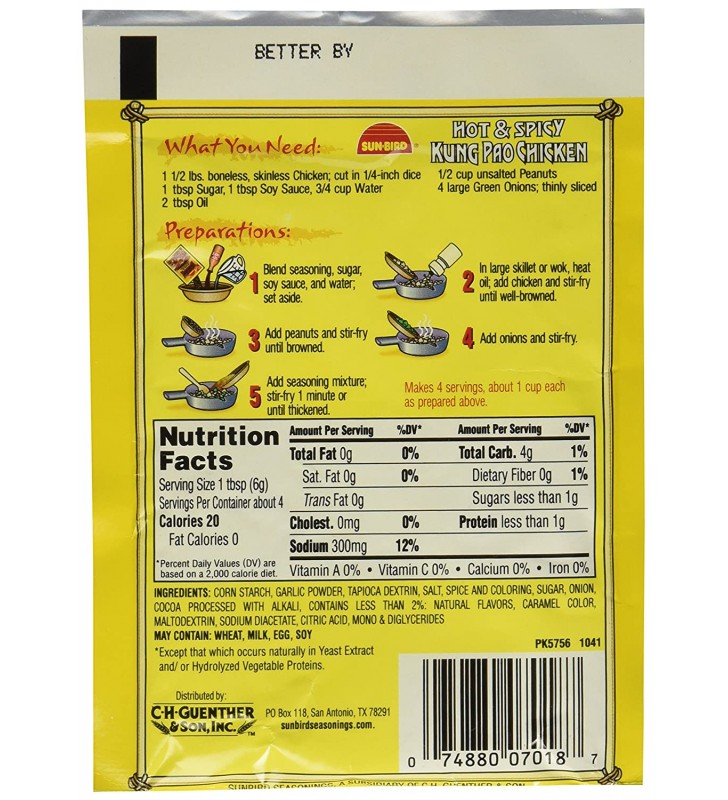 BETTER BY
What You Need:
SUN-BIRD
HOT & SPICY
KUNG PAO CHICKEN
1 1/2 lbs. boneless, skinless Chicken; cut in 1/4-inch dice
1 tbsp Sugar, 1 tbsp Soy Sauce, 3/4 cup Water
2 tbsp Oil
1/2 cup unsalted Peanuts
4 large Green Onions; thinly sliced
Preparations:
1 Blend seasoning, sugar,
soy sauce, and water;
set aside.
2 In large skillet or wok, heat
oil; add chicken and stir-fry
until well-browned.
3 Add peanuts and stir-fry
until browned.
4 Add onions and stir-fry.
5 Add seasoning mixture;
stir-fry 1 minute or
until thickened.
Makes 4 servings, about 1 cup each
as prepared above.
Nutrition
Facts
Serving Size 1 tbsp (6g)
Servings Per Container about 4
Calories 20
Fat Calories 0
*Percent Daily Values (DV) are
based on a 2,000 calorie diet.
Amount Per Serving %DV* Amount Per Serving %DV*
Total Fat 0g 0% Total Carb. 4g 1%
Sat. Fat 0g 0% Dietary Fiber 0g 1%
Trans Fat 0g Sugars less than 1g
Cholest. 0mg 0% Protein less than 1g
Sodium 300mg 12%
Vitamin A 0% • Vitamin C 0% • Calcium 0% • Iron 0%
INGREDIENTS: CORN STARCH, GARLIC POWDER, TAPIOCA DEXTRIN, SALT, SPICE AND COLORING, SUGAR, ONION,
COCOA PROCESSED WITH ALKALI, CONTAINS LESS THAN 2%: NATURAL FLAVORS, CARAMEL COLOR,
MALTODEXTRIN, SODIUM DIACETATE, CITRIC ACID, MONO & DIGLYCERIDES
MAY CONTAIN: WHEAT, MILK, EGG, SOY
*Except that which occurs naturally in Yeast Extract
and/ or Hydrolyzed Vegetable Proteins.
PK5756 1041
Distributed by:
C·H·GUENTHER
& SON, INC.™
PO Box 118, San Antonio, TX 78291
sunbirdseasonings.com.
0 74880 07018 7
SUNBIRD SEASONINGS, A SUBSIDIARY OF C.H. GUENTHER & SON